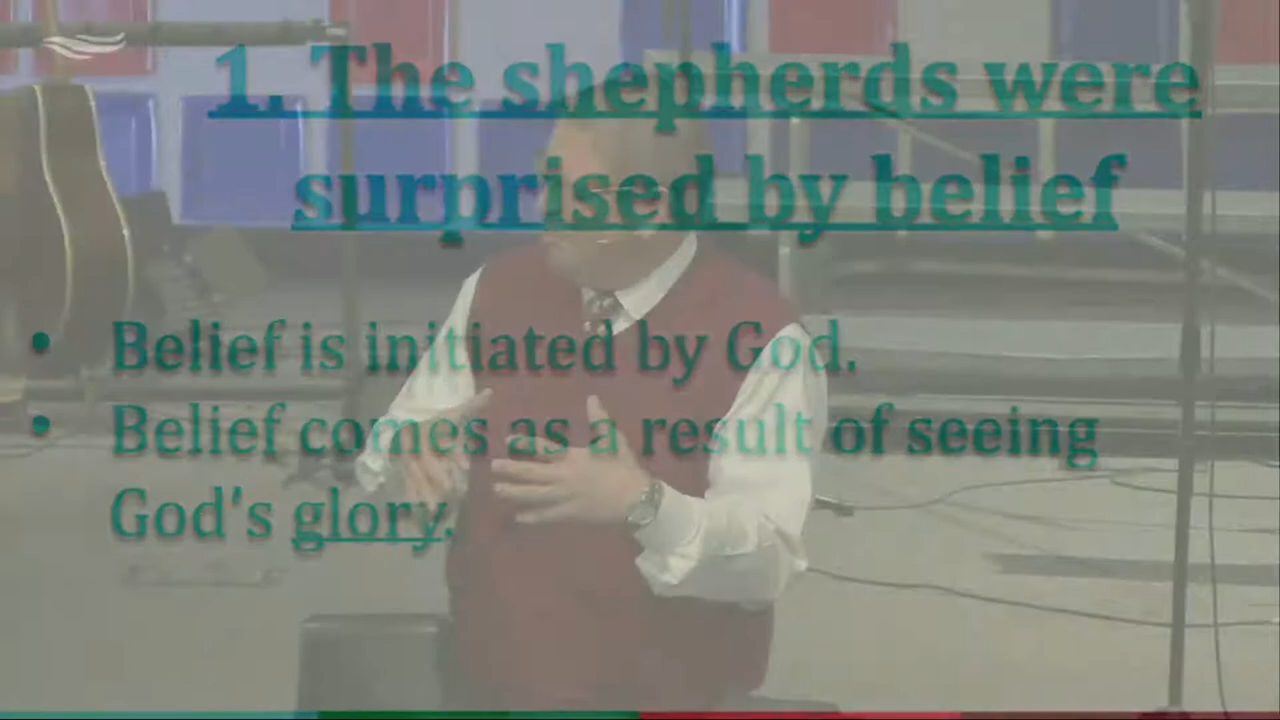 1. The shepherds were
surprised by belief
• Belief is initiated by God.
• Belief comes as a result of seeing
God's glory.